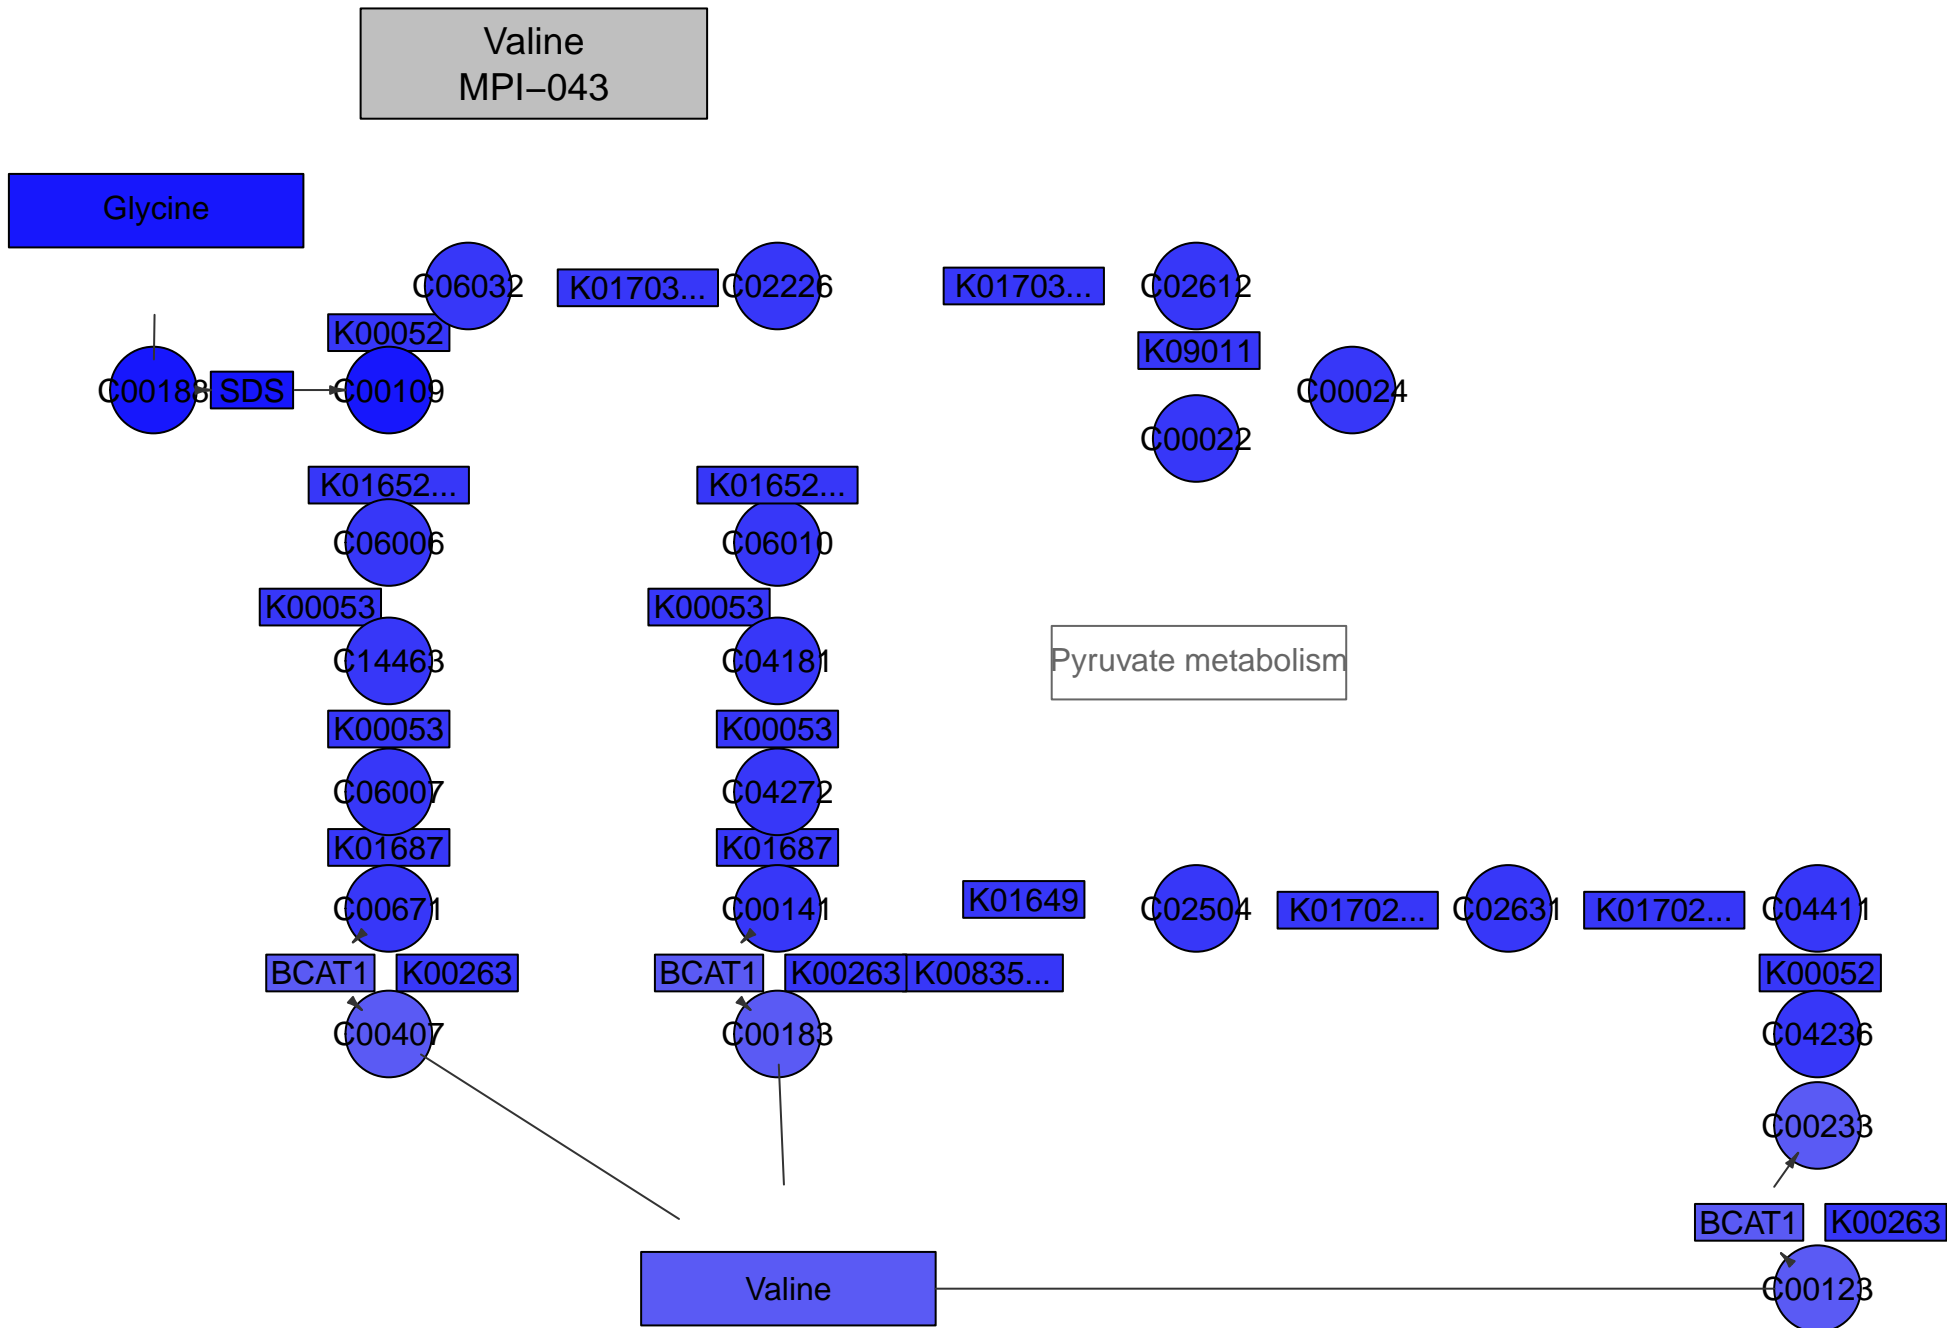 Valine
MPI−043
Glycine
C06032
K01703...
C02226
K01703...
C02612
K00052
K09011
C00188
SDS
C00109
C00024
C00022
K01652...
K01652...
C06006
C06010
K00053
K00053
C14463
C04181
Pyruvate metabolism
K00053
K00053
C06007
C04272
K01687
K01687
C00671
C00141
K01649
C02504
K01702...
C02631
K01702...
C04411
BCAT1
K00263
BCAT1
K00263
K00835...
K00052
C00407
C00183
C04236
C00233
BCAT1
K00263
Valine
C00123